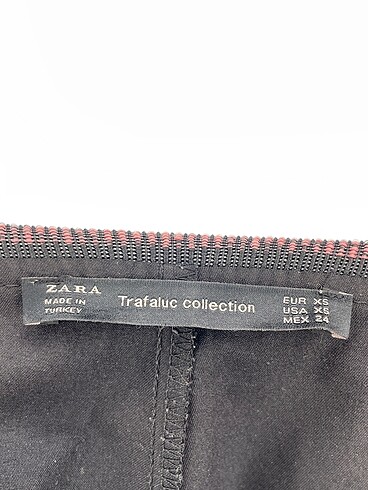 ZARA
MADE IN
TURKEY
Trafaluc collection
EUR XS
USA XS
MEX 24